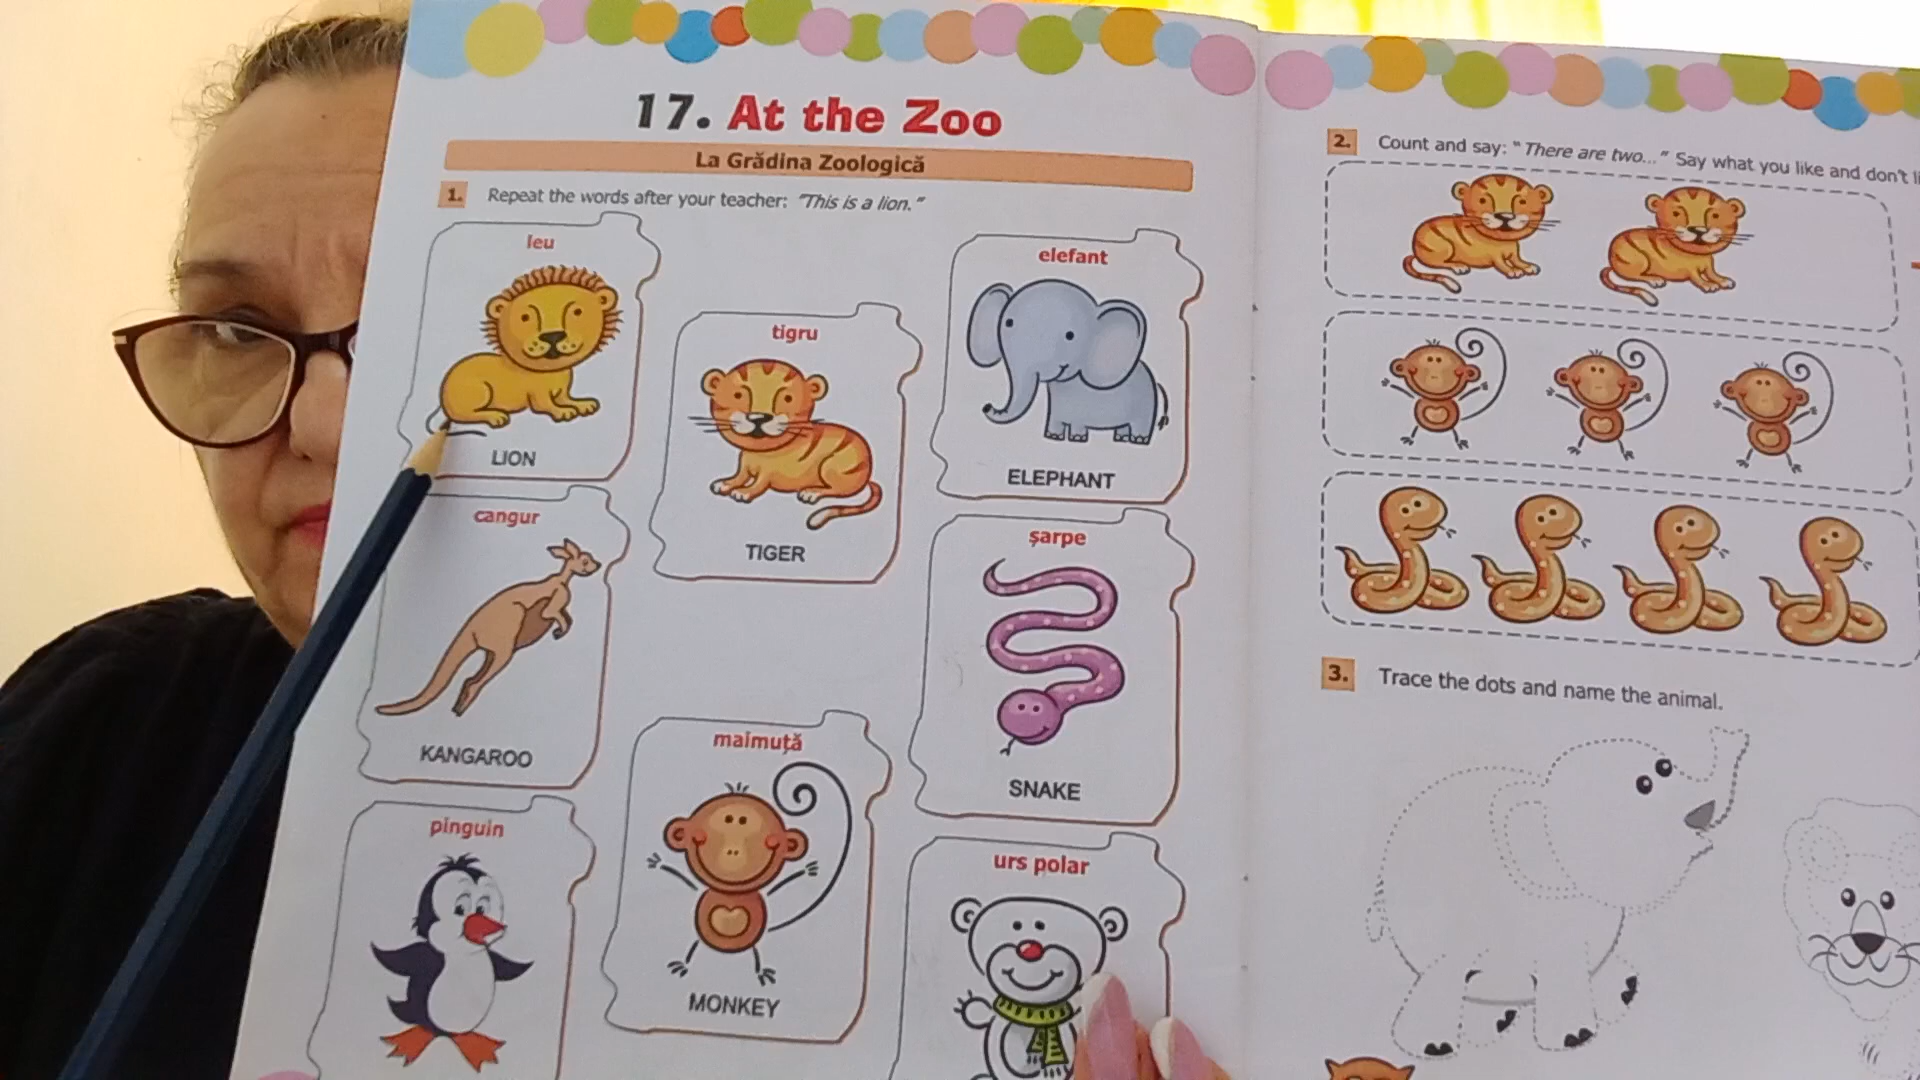 17. At the Zoo
La Grădina Zoologică
1. Repeat the words after your teacher: "This is a lion."
leu
LION
tigru
TIGER
elefant
ELEPHANT
cangur
KANGAROO
șarpe
SNAKE
maimuță
MONKEY
pinguin
urs polar
2. Count and say: "There are two..." Say what you like and don't
3. Trace the dots and name the animal.